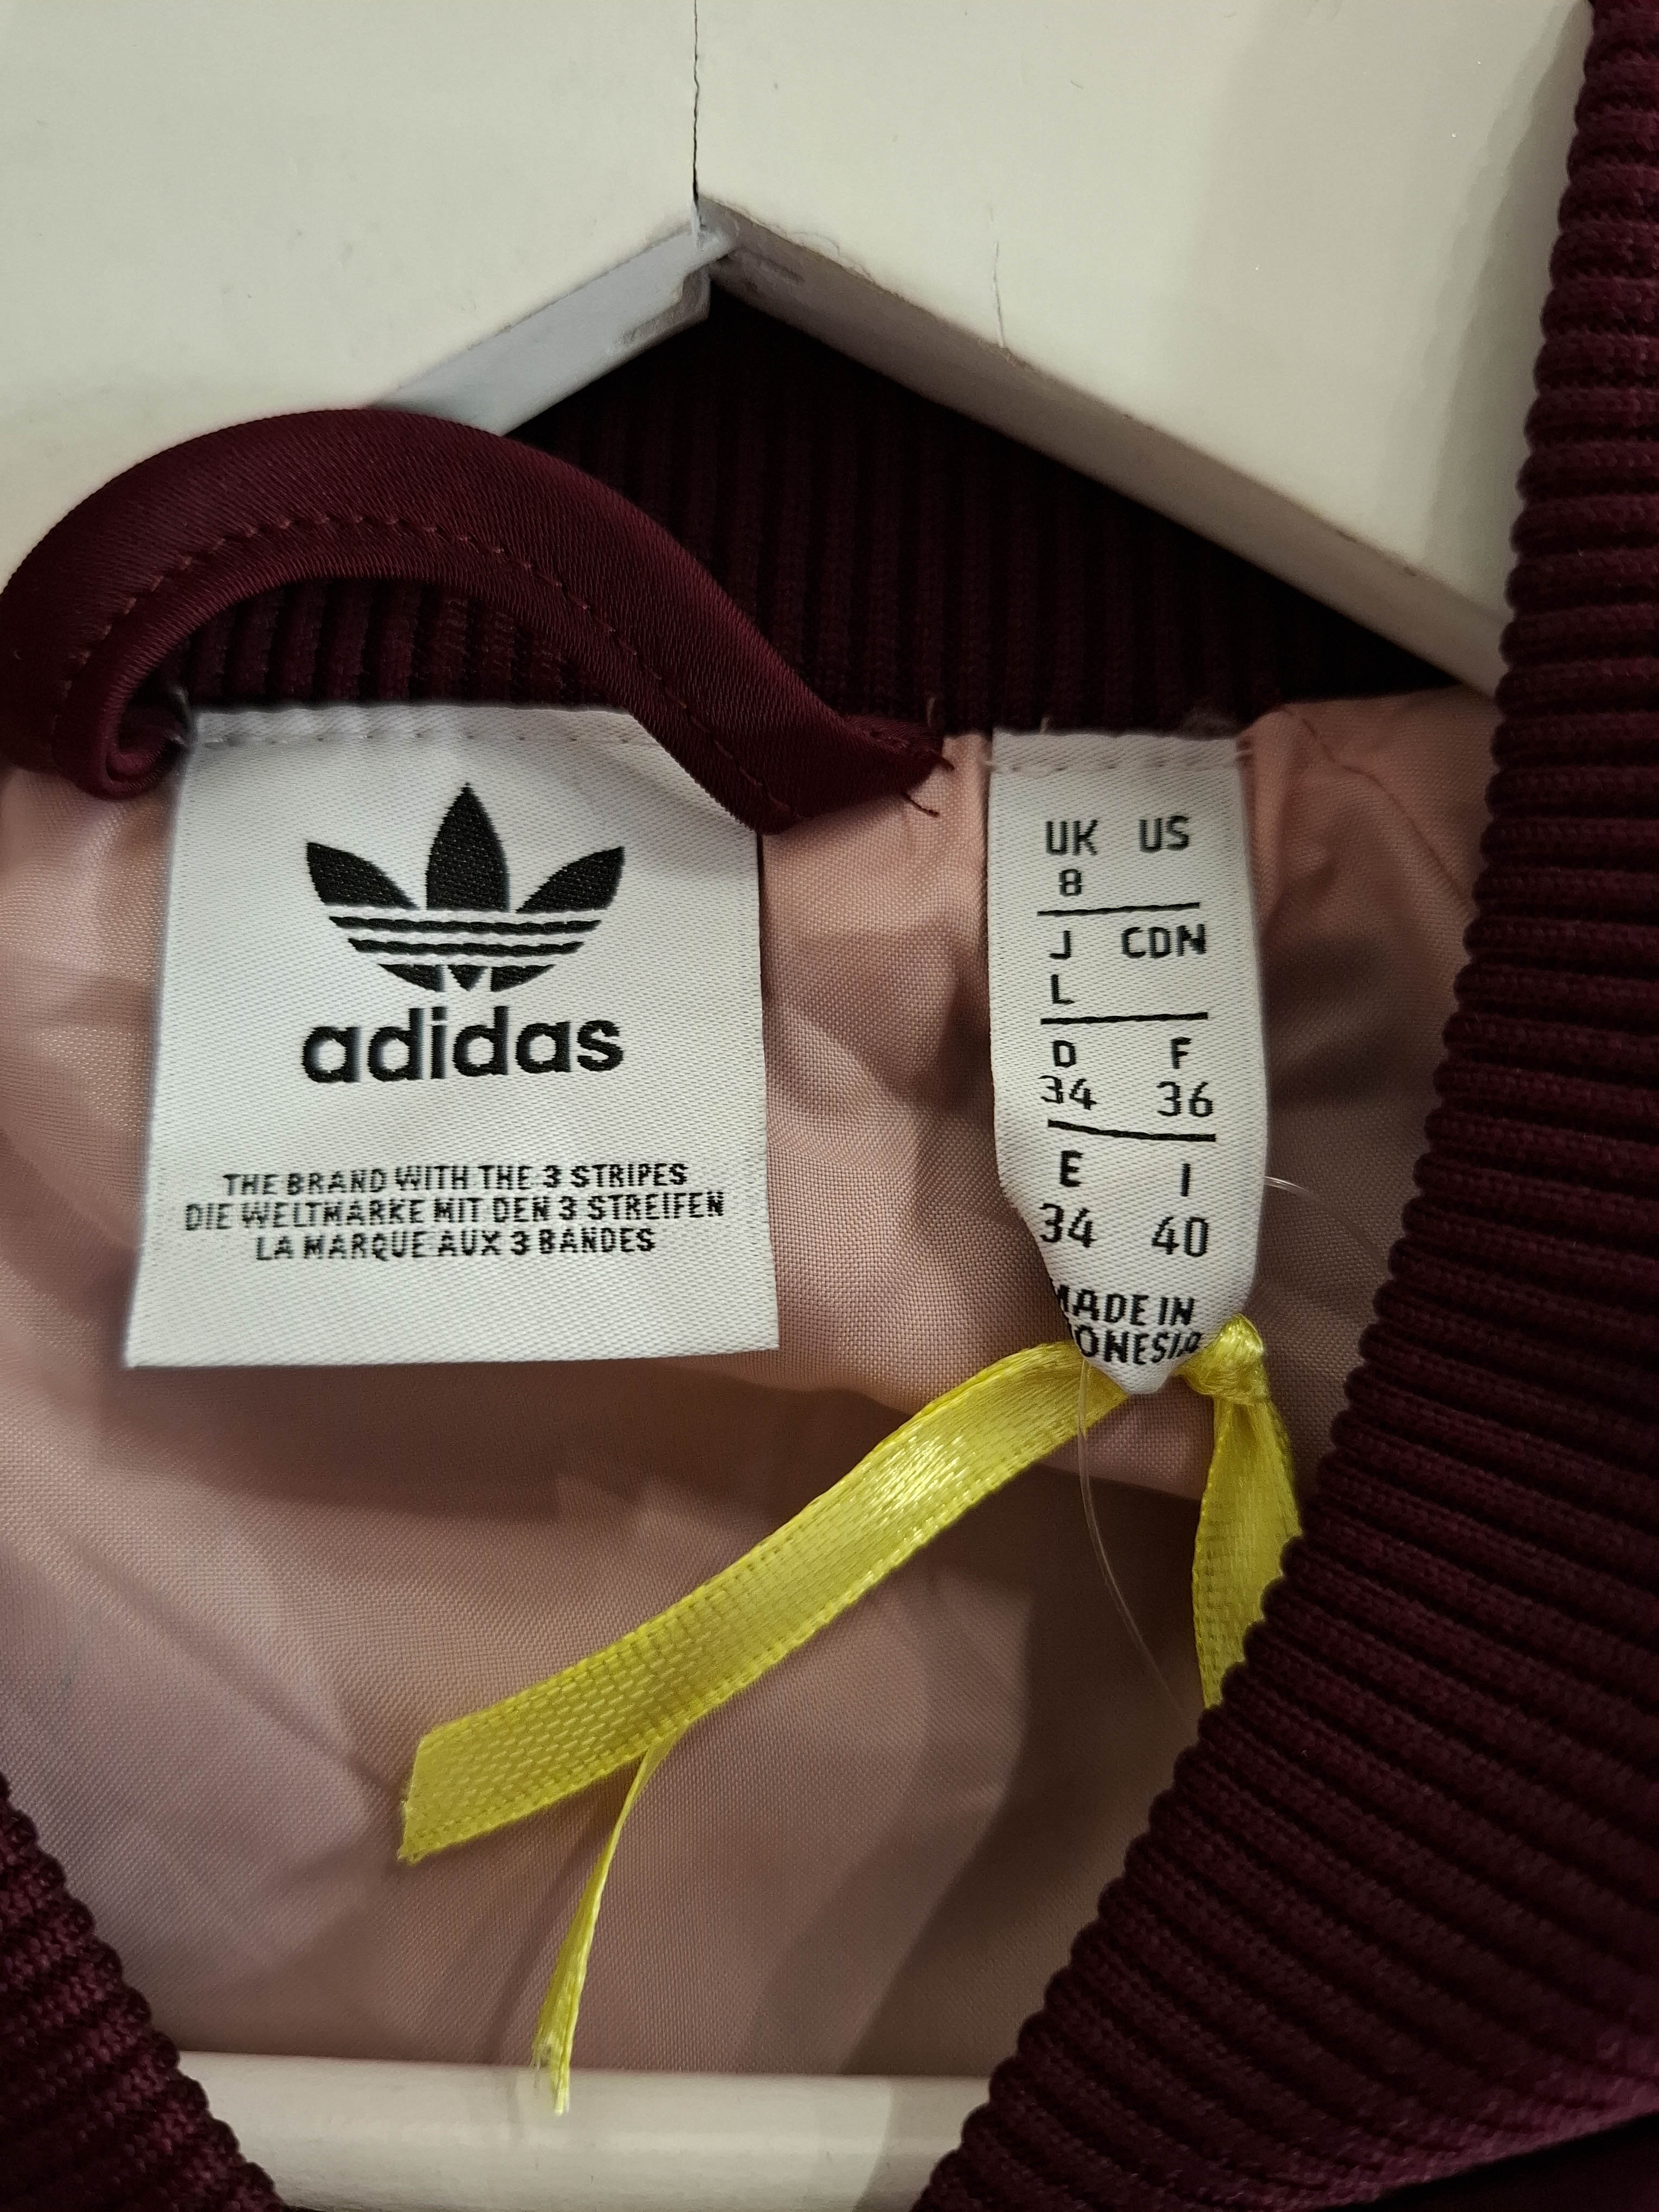 adidas
THE BRAND WITH THE 3 STRIPES
DIE WELTMARKE MIT DEN 3 STREIFEN
LA MARQUE AUX 3 BANDES
UK US
8
J CDN
L
D F
34 36
E I
34 40
MADE IN
ONESIA